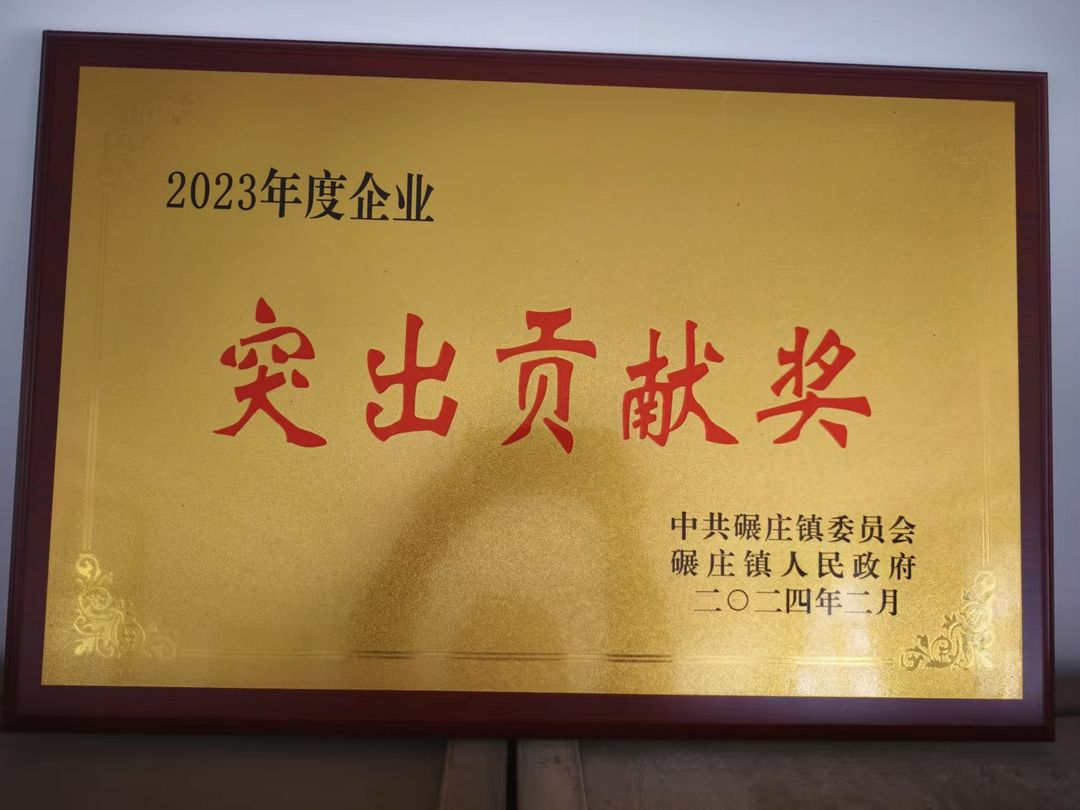 2023年度企业
突出贡献奖
中共碾庄镇委员会
碾庄镇人民政府
二〇二四年二月